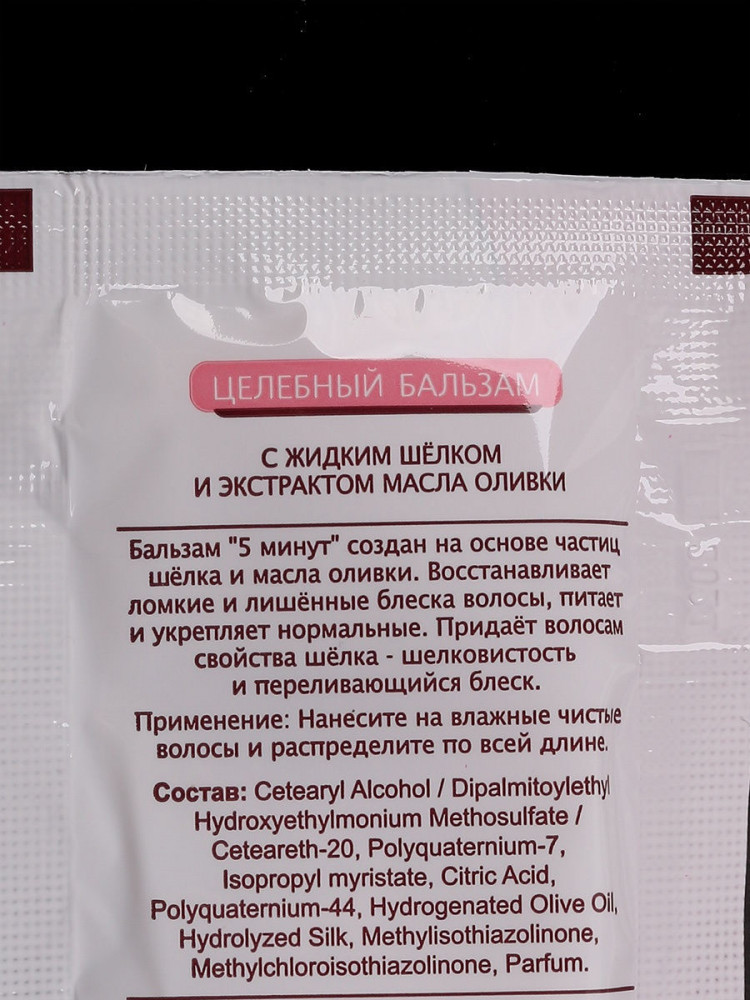 ЦЕЛЕБНЫЙ БАЛЬЗАМ
С ЖИДКИМ ШЁЛКОМ
И ЭКСТРАКТОМ МАСЛА ОЛИВКИ
Бальзам "5 минут" создан на основе частиц
шёлка и масла оливки. Восстанавливает
ломкие и лишённые блеска волосы, питает
и укрепляет нормальные. Придаёт волосам
свойства шёлка - шелковистость
и переливающийся блеск.
Применение: Нанесите на влажные чистые
волосы и распределите по всей длине.
Состав: Cetearyl Alcohol / Dipalmitoylethyl
Hydroxyethylmonium Methosulfate /
Ceteareth-20, Polyquaternium-7,
Isopropyl myristate, Citric Acid,
Polyquaternium-44, Hydrogenated Olive Oil,
Hydrolyzed Silk, Methylisothiazolinone,
Methylchloroisothiazolinone, Parfum.